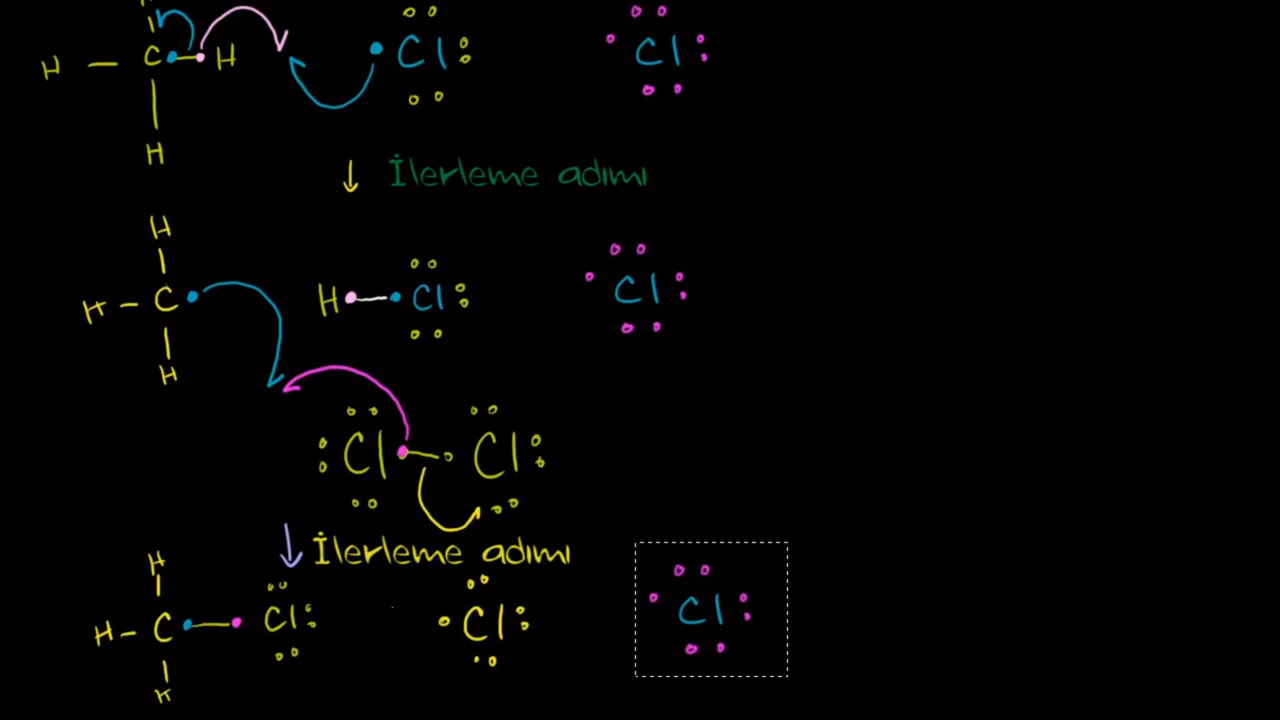 H — C — H Cl Cl
H
↓ İlerleme adımı
H
H – C H — Cl Cl
H
Cl – Cl
↓ İlerleme adımı
H
H – C — Cl Cl Cl
H